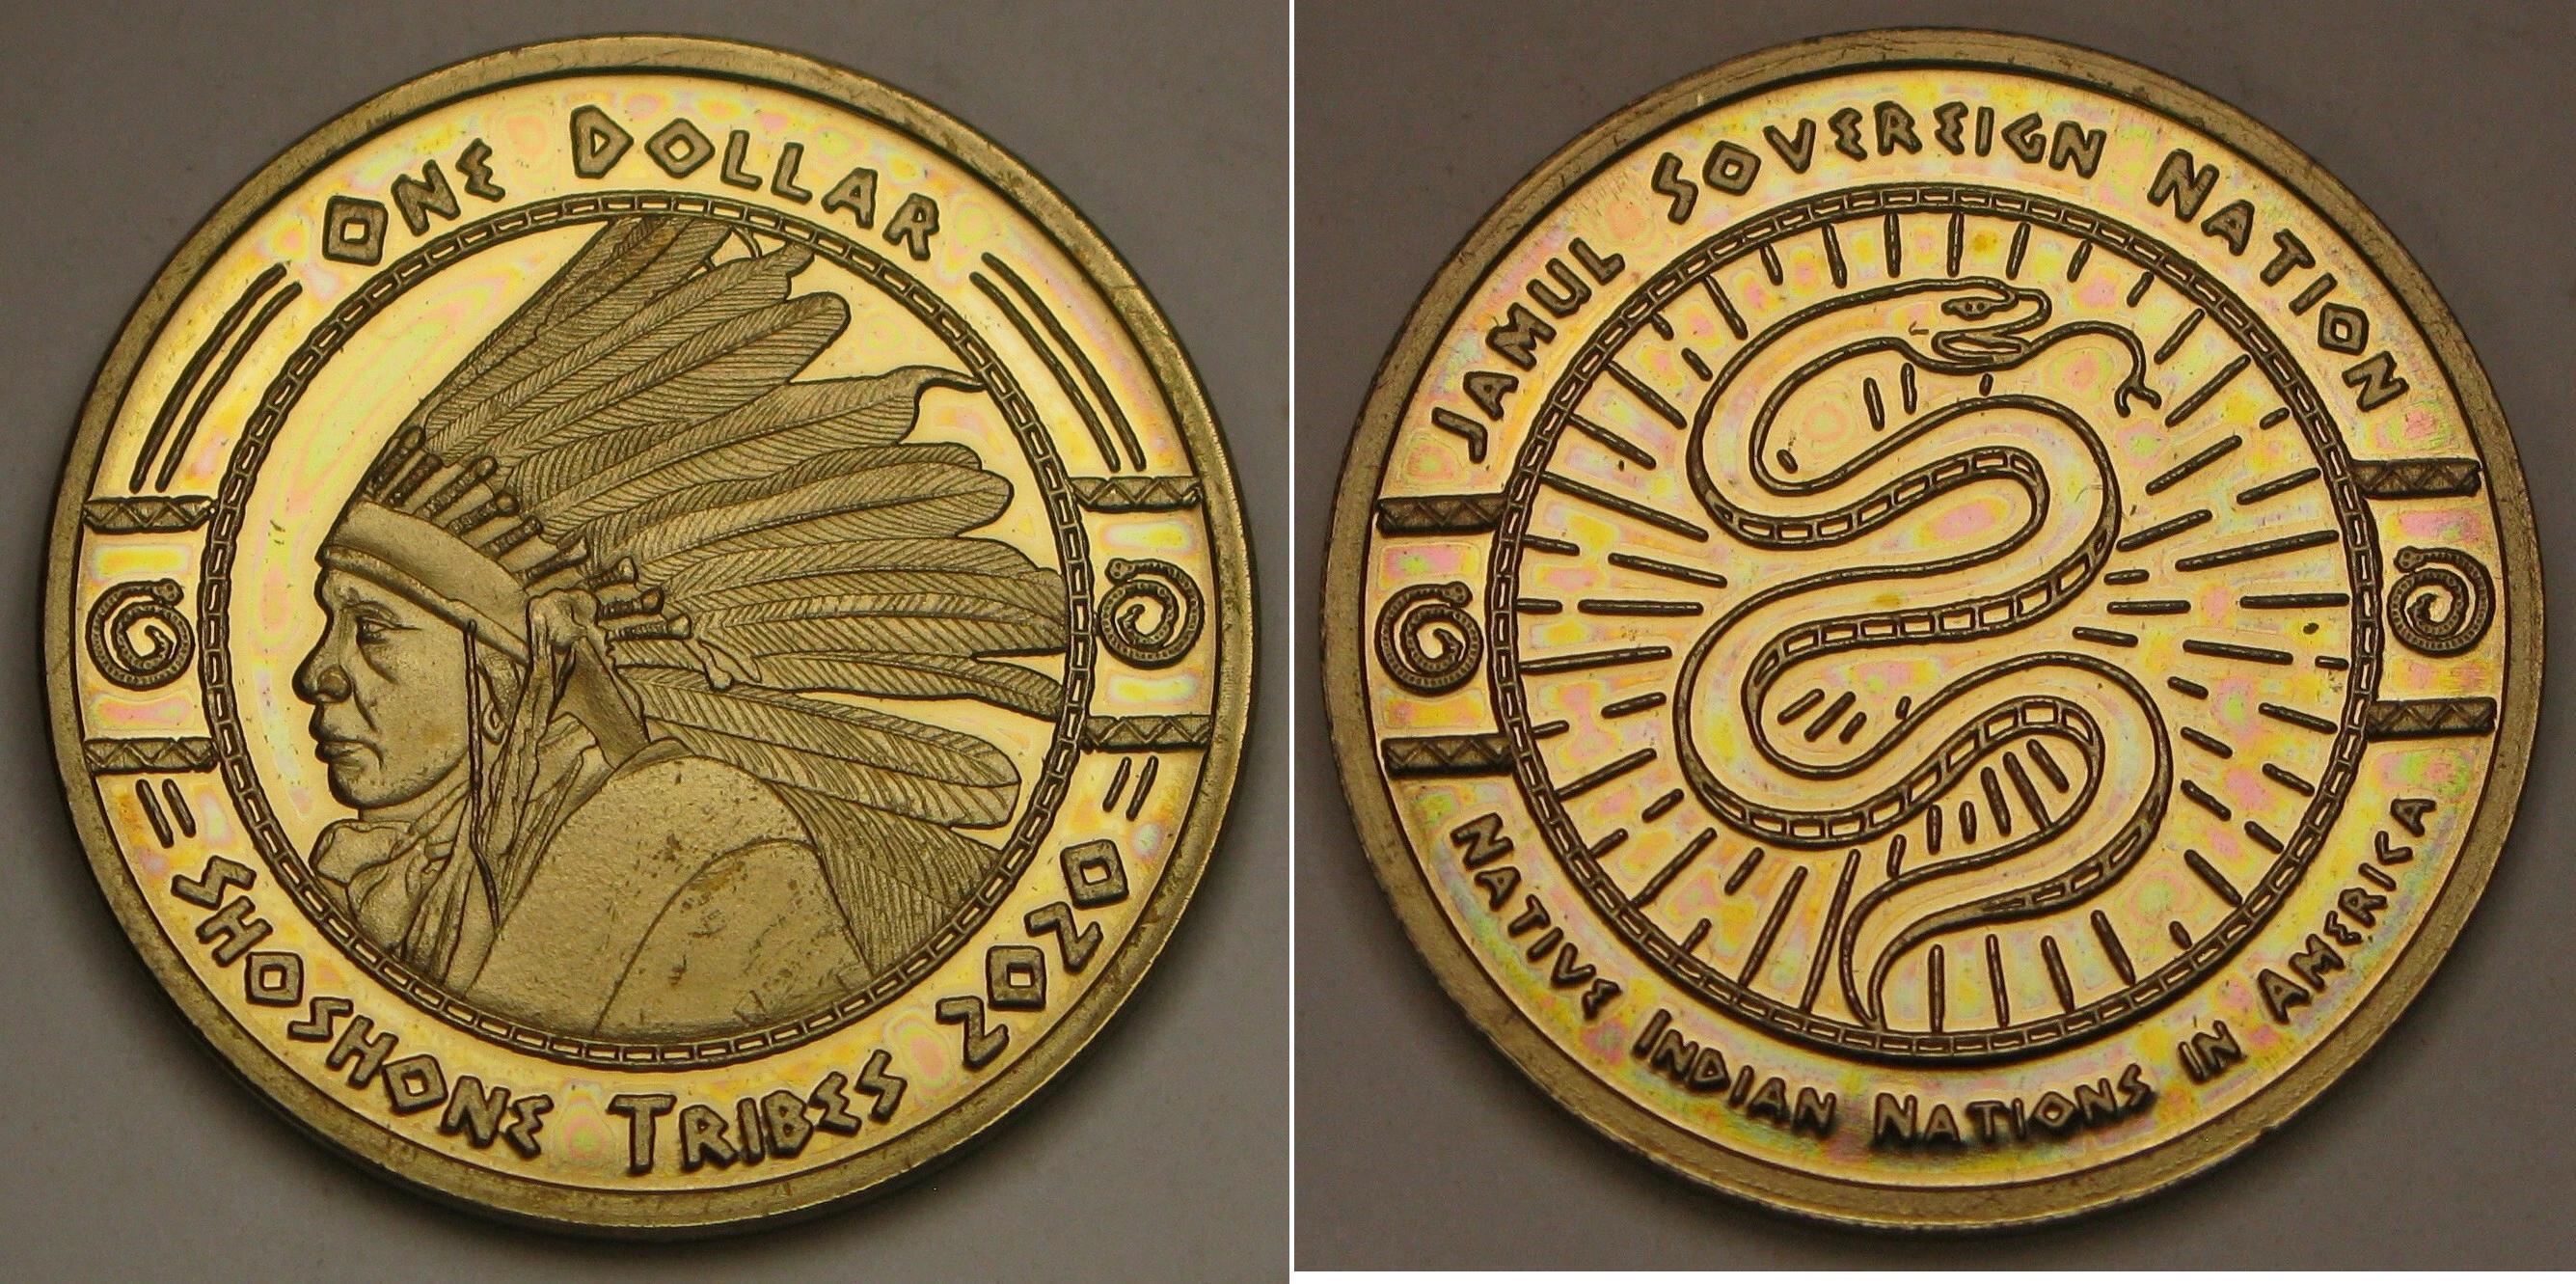 ONE DOLLAR
SHOSHONE TRIBES 2020
JAMUL SOVEREIGN NATION
NATIVE INDIAN NATIONS IN AMERICA